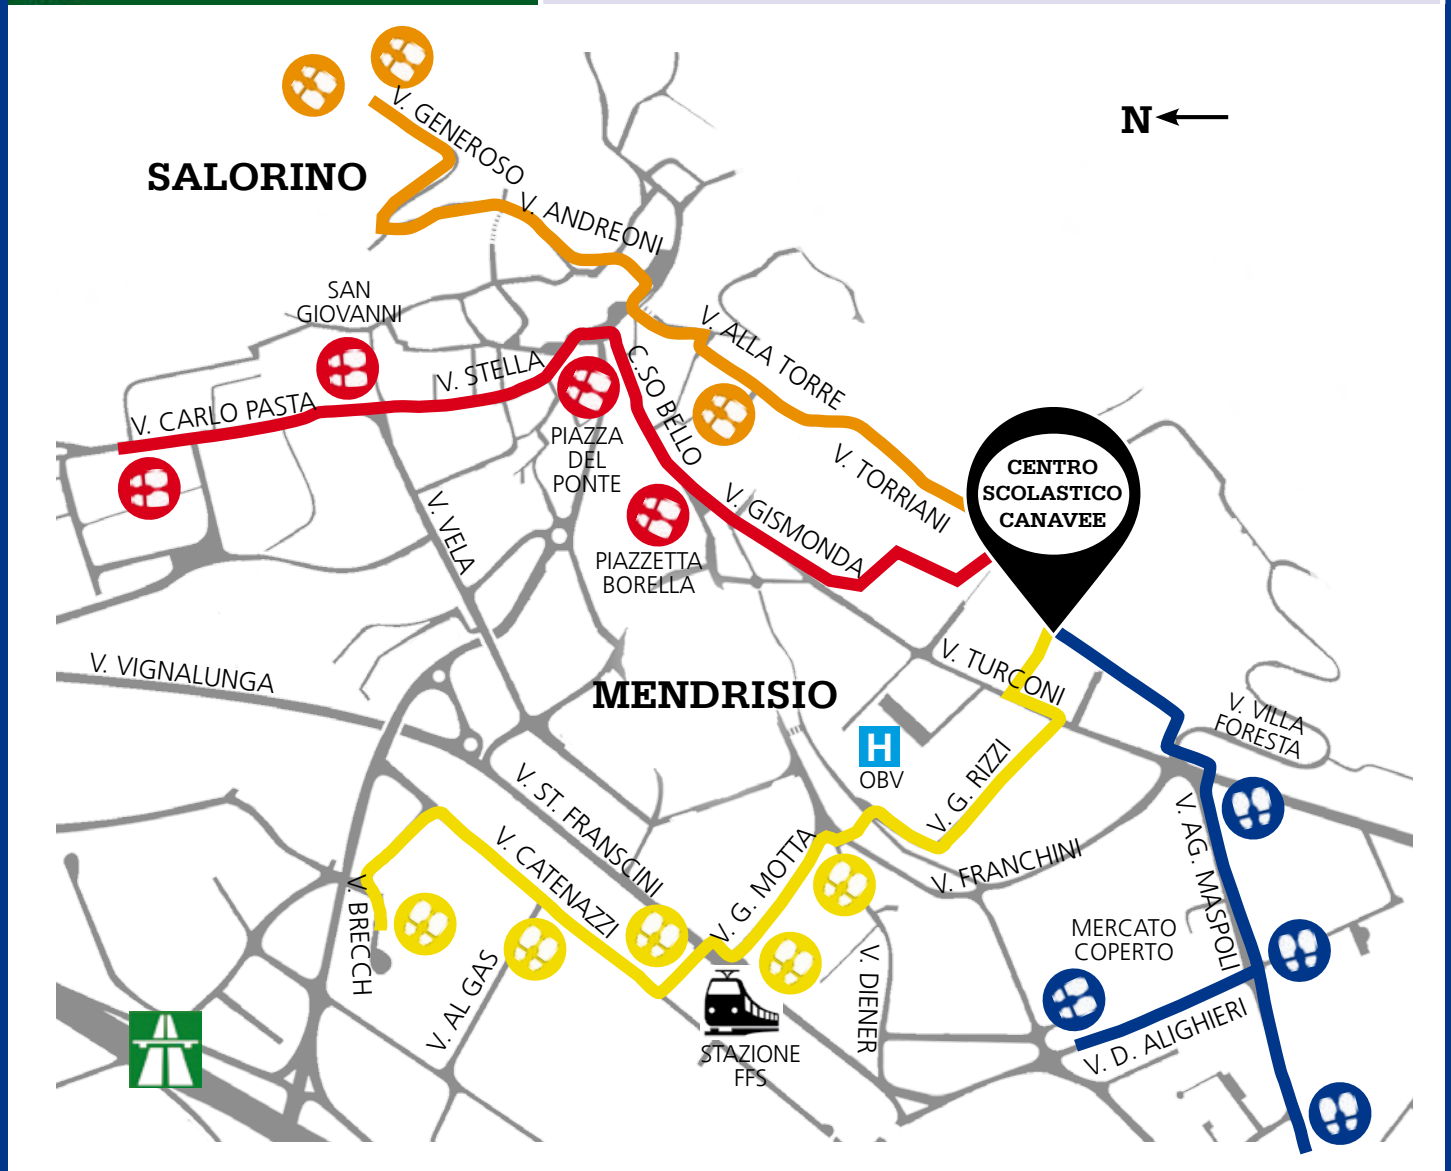 V. GENEROSO
N
SALORINO
V. ANDREONI
SAN
GIOVANNI
V. ALLA TORRE
V. STELLA
C.SO BELLO
V. CARLO PASTA
PIAZZA
DEL
PONTE
V. TORRIANI
CENTRO
SCOLASTICO
CANAVEE
V. VELA
V. GISMONDA
PIAZZETTA
BORELLA
V. VIGNALUNGA
V. TURCONI
MENDRISIO
V. VILLA
FORESTA
H
OBV
V. ST. FRANSCINI
V. G. RIZZI
V. CATENAZZI
V. G. MOTTA
V. FRANCHINI
V. AG. MASPOLI
V. BRECH
MERCATO
COPERTO
V. AL GAS
V. DIENER
V. D. ALIGHIERI
STAZIONE
FFS